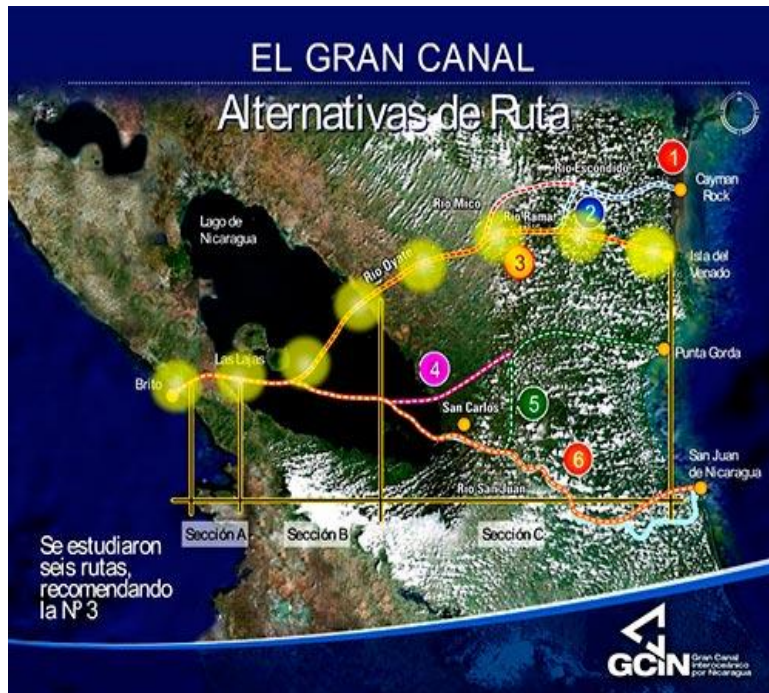 EL GRAN CANAL
Alternativas de Ruta
1
Rio Escondido
Cayman
Rock
Rio Mico
2
Rio Rama
Lago de
Nicaragua
3
Isla del
Venado
Rio Oyate
Las Lajas
Punta Gorda
4
Brito
San Carlos
5
6
San Juan
de Nicaragua
Rio San Juan
Sección A
Sección B
Sección C
Se estudiaron
seis rutas,
recomendando
la Nº 3
GCIN
Gran Canal
Interoceánico
por Nicaragua